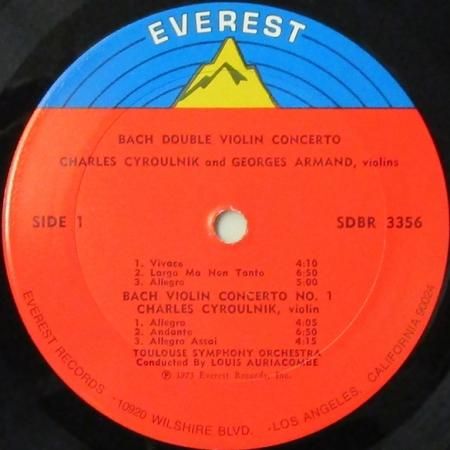 EVEREST
BACH DOUBLE VIOLIN CONCERTO
CHARLES CYROULNIK and GEORGES ARMAND, violins
SIDE 1
SDBR 3356
1. Vivace 4:10
2. Largo Ma Non Tanto 6:50
3. Allegro 5:00
BACH VIOLIN CONCERTO NO. 1
CHARLES CYROULNIK, violin
1. Allegro 4:05
2. Andante 6:50
3. Allegro Assai 4:15
TOULOUSE SYMPHONY ORCHESTRA
Conducted By LOUIS AURIACOMBE
℗ 1973 Everest Records, Inc.
EVEREST RECORDS -10920 WILSHIRE BLVD. -LOS ANGELES, CALIFORNIA 90024